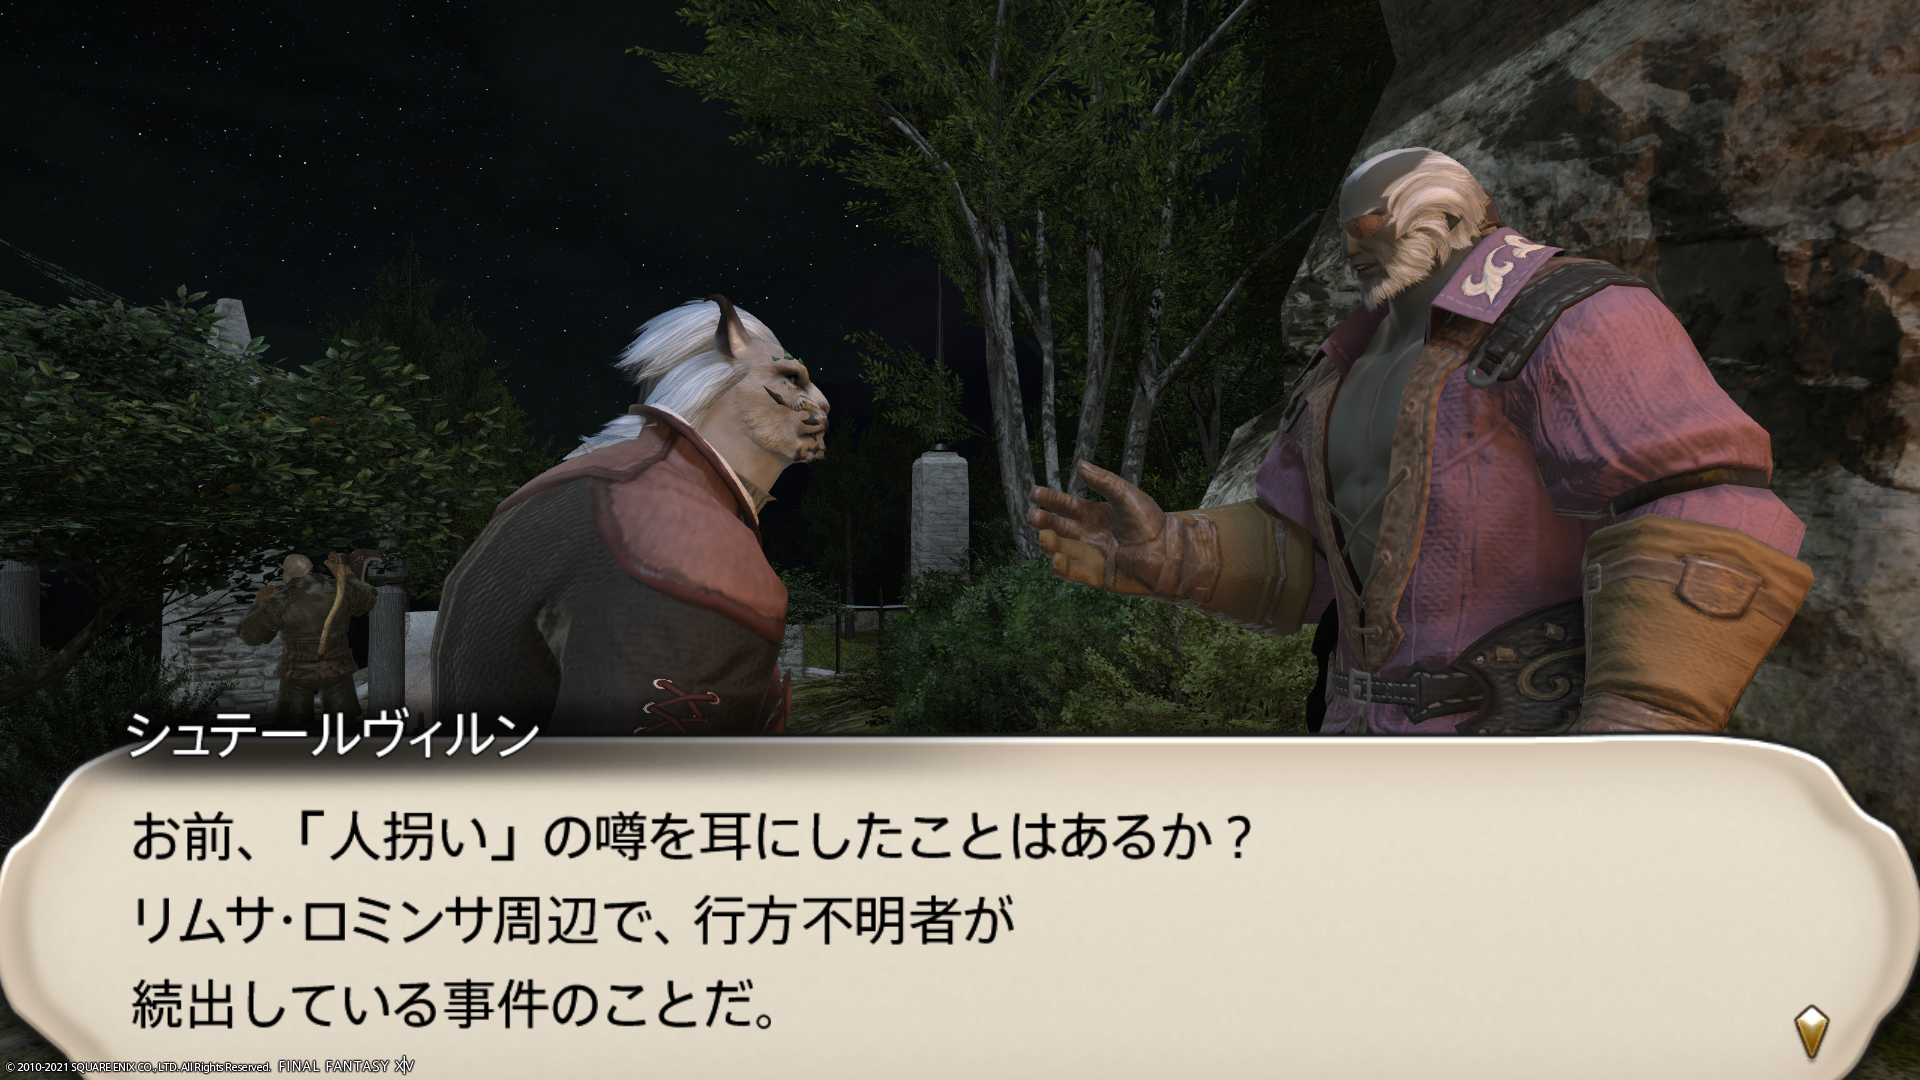 シュテールヴィルン
お前、「人拐い」の噂を耳にしたことはあるか？
リムサ・ロミンサ周辺で、行方不明者が
続出している事件のことだ。
© 2010-2021 SQUARE ENIX CO., LTD. All Rights Reserved. FINAL FANTASY XIV